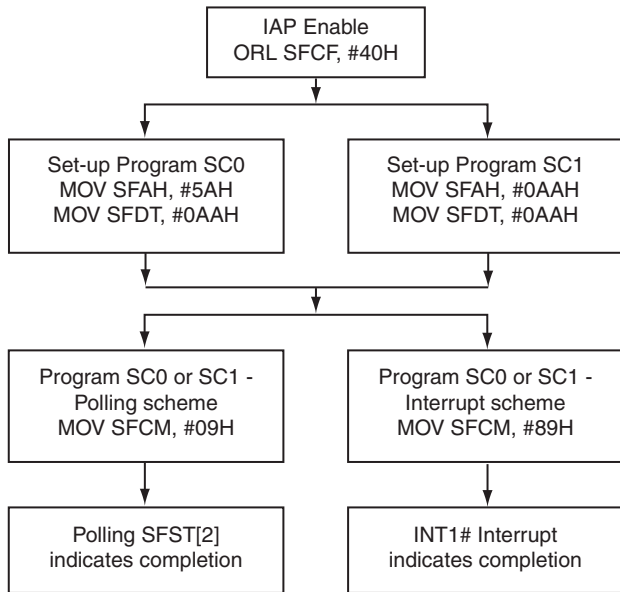 IAP Enable
ORL SFCF, #40H
Set-up Program SC0
MOV SFAH, #5AH
MOV SFDT, #0AAH
Set-up Program SC1
MOV SFAH, #0AAH
MOV SFDT, #0AAH
Program SC0 or SC1 -
Polling scheme
MOV SFCM, #09H
Program SC0 or SC1 -
Interrupt scheme
MOV SFCM, #89H
Polling SFST[2]
indicates completion
INT1# Interrupt
indicates completion